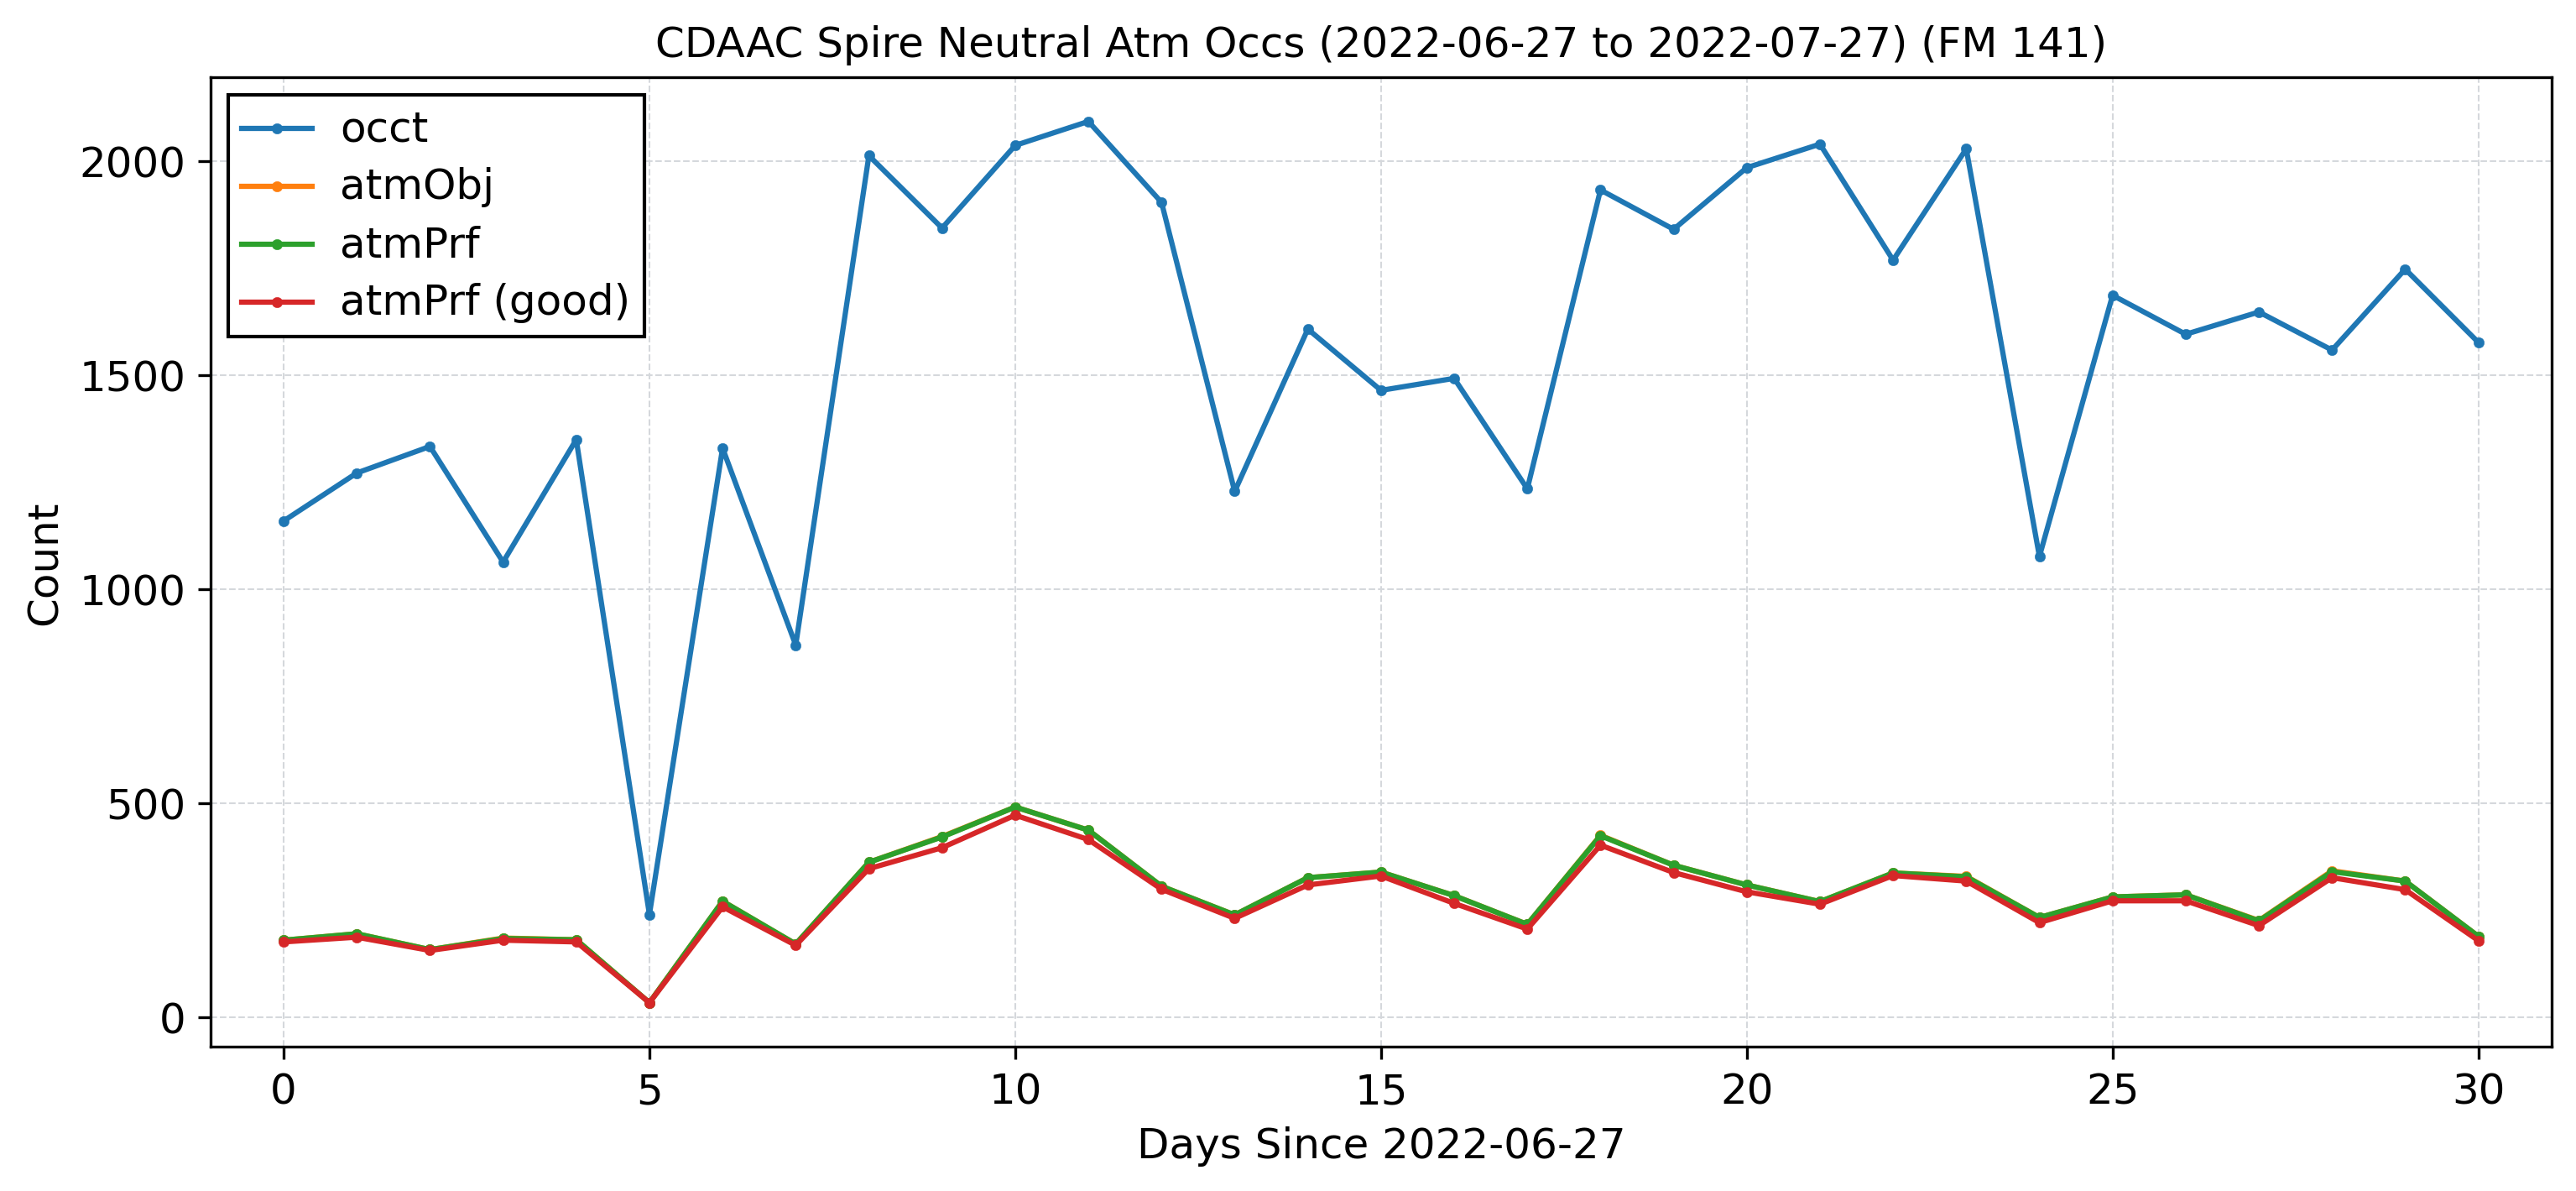 CDAAC Spire Neutral Atm Occs (2022-06-27 to 2022-07-27) (FM 141)
occt
atmObj
atmPrf
atmPrf (good)
Count
2000
1500
1000
500
0
0 5 10 15 20 25 30
Days Since 2022-06-27